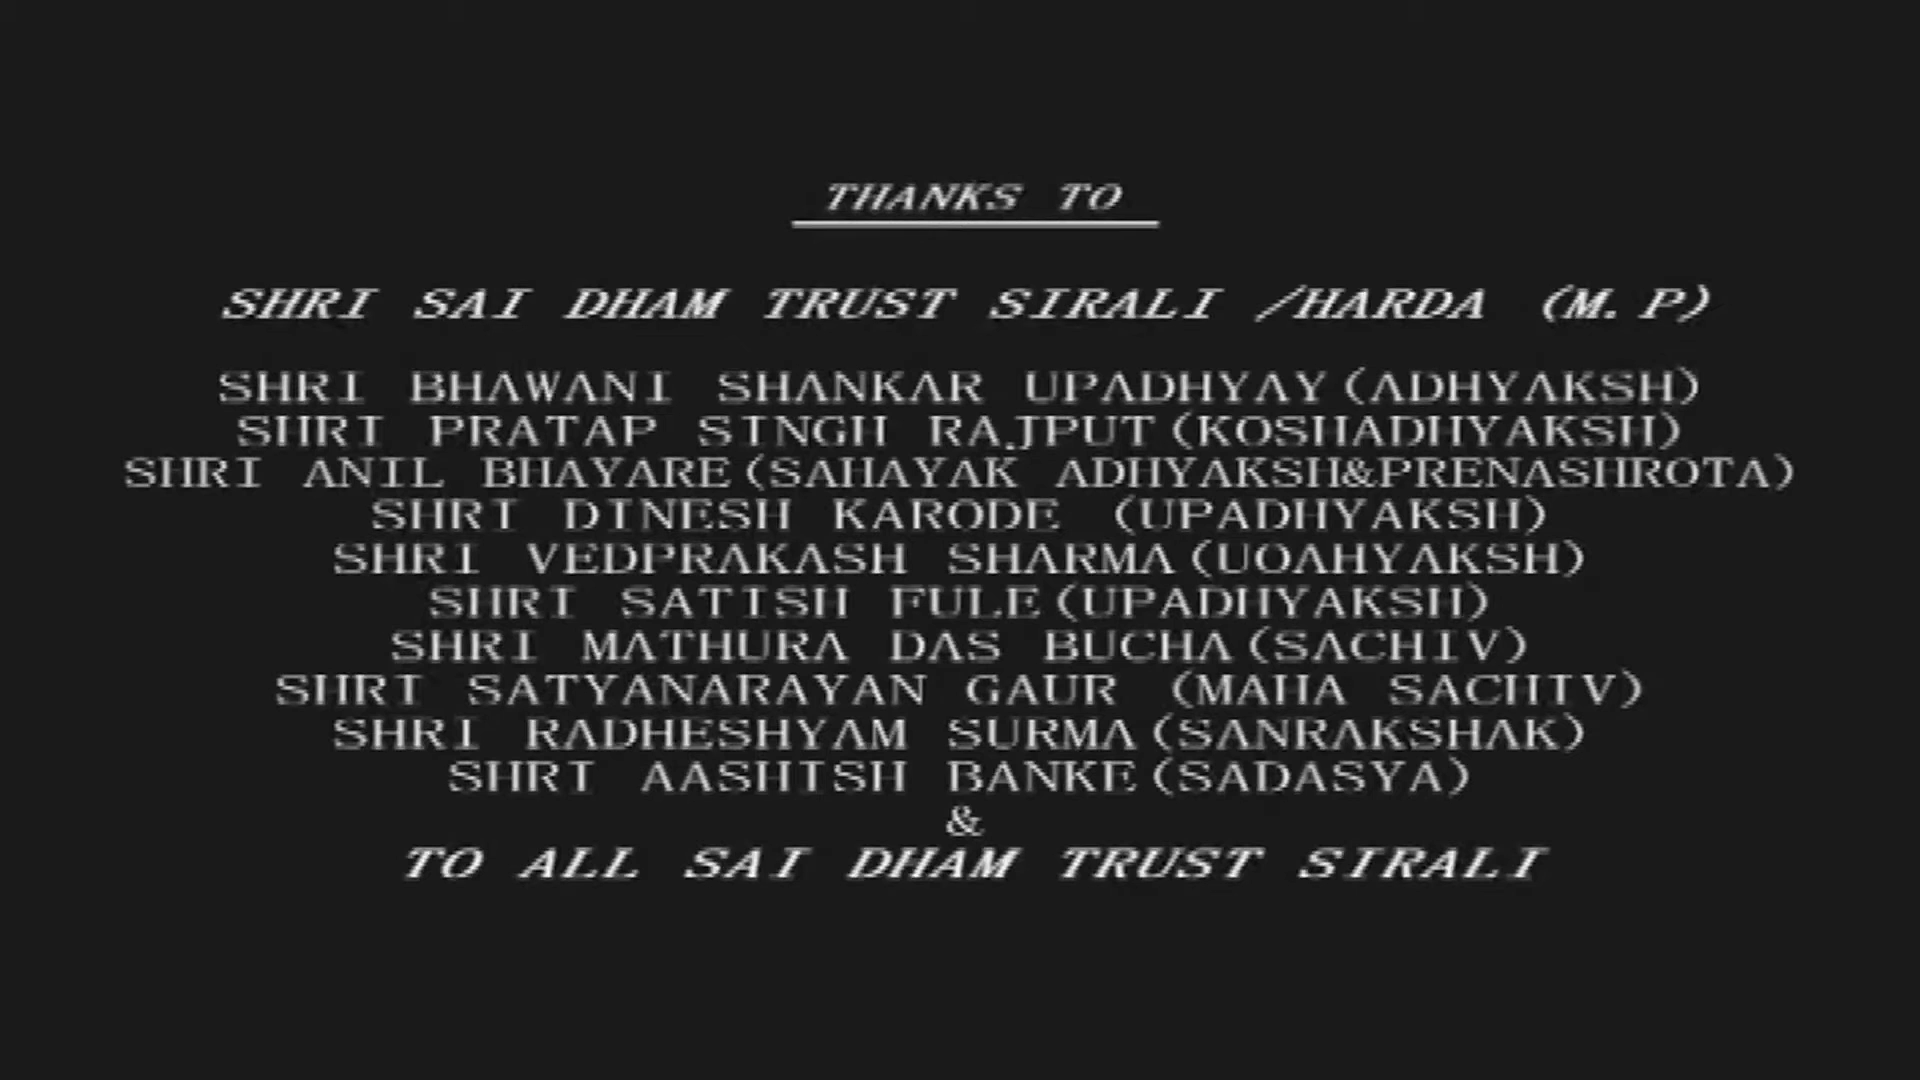 THANKS TO
SHRI SAI DHAM TRUST SIRALI /HARDA (M.P)
SHRI BHAWANI SHANKAR UPADHYAY(ADHYAKSH)
SHRI PRATAP SINGH RAJPUT(KOSHADHYAKSH)
SHRI ANIL BHAYARE(SAHAYAK ADHYAKSH&PRENASHROTA)
SHRI DINESH KARODE (UPADHYAKSH)
SHRI VEDPRAKASH SHARMA(UOAHYAKSH)
SHRI SATISH FULE(UPADHYAKSH)
SHRI MATHURA DAS BUCHA(SACHIV)
SHRI SATYANARAYAN GAUR (MAHA SACHIV)
SHRI RADHESHYAM SURMA(SANRAKSHAK)
SHRI AASHISH BANKE(SADASYA)
&
TO ALL SAI DHAM TRUST SIRALI